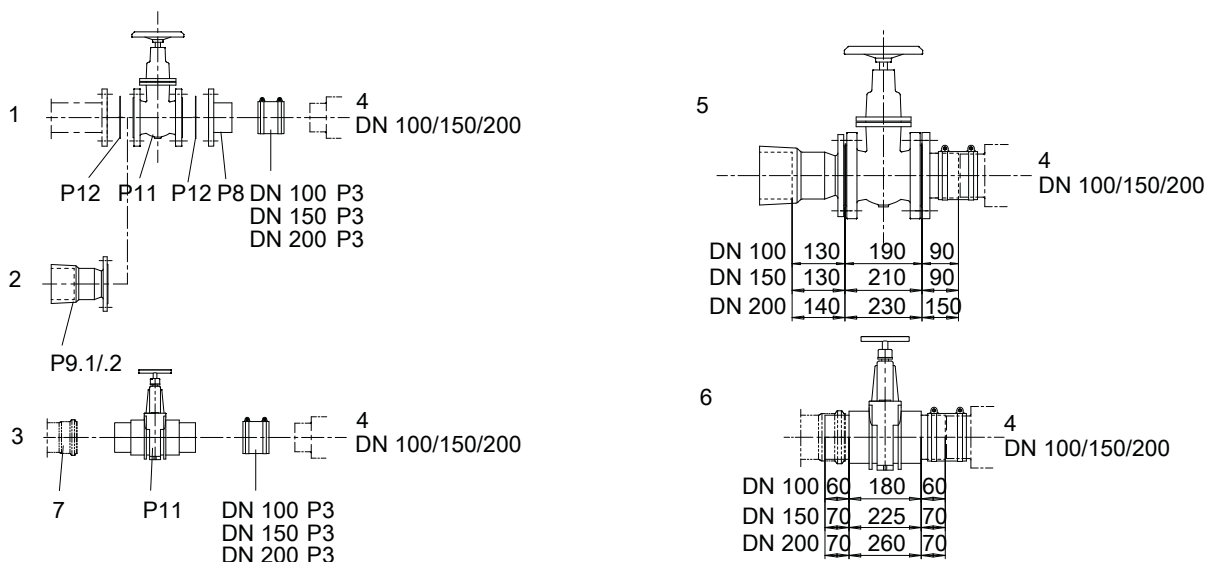 1
4
DN 100/150/200
P12 P11 P12 P8 DN 100 P3
DN 150 P3
DN 200 P3
2
P9.1/.2
3
4
DN 100/150/200
7 P11 DN 100 P3
DN 150 P3
DN 200 P3
5
4
DN 100/150/200
DN 100 130 190 90
DN 150 130 210 90
DN 200 140 230 150
6
4
DN 100/150/200
DN 100 60 180 60
DN 150 70 225 70
DN 200 70 260 70